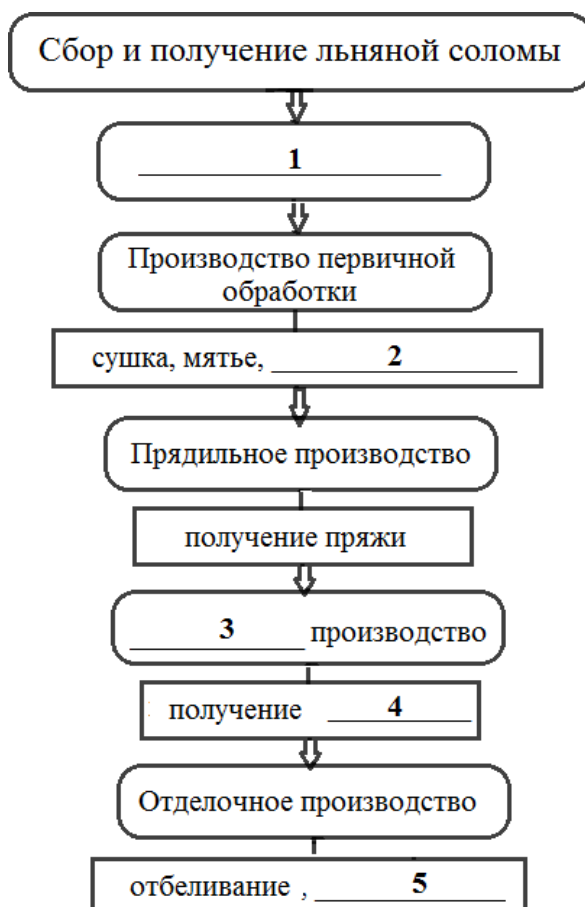 Сбор и получение льняной соломы
1
Производство первичной
обработки
сушка, мятье, 2
Прядильное производство
получение пряжи
3 производство
получение 4
Отделочное производство
отбеливание , 5